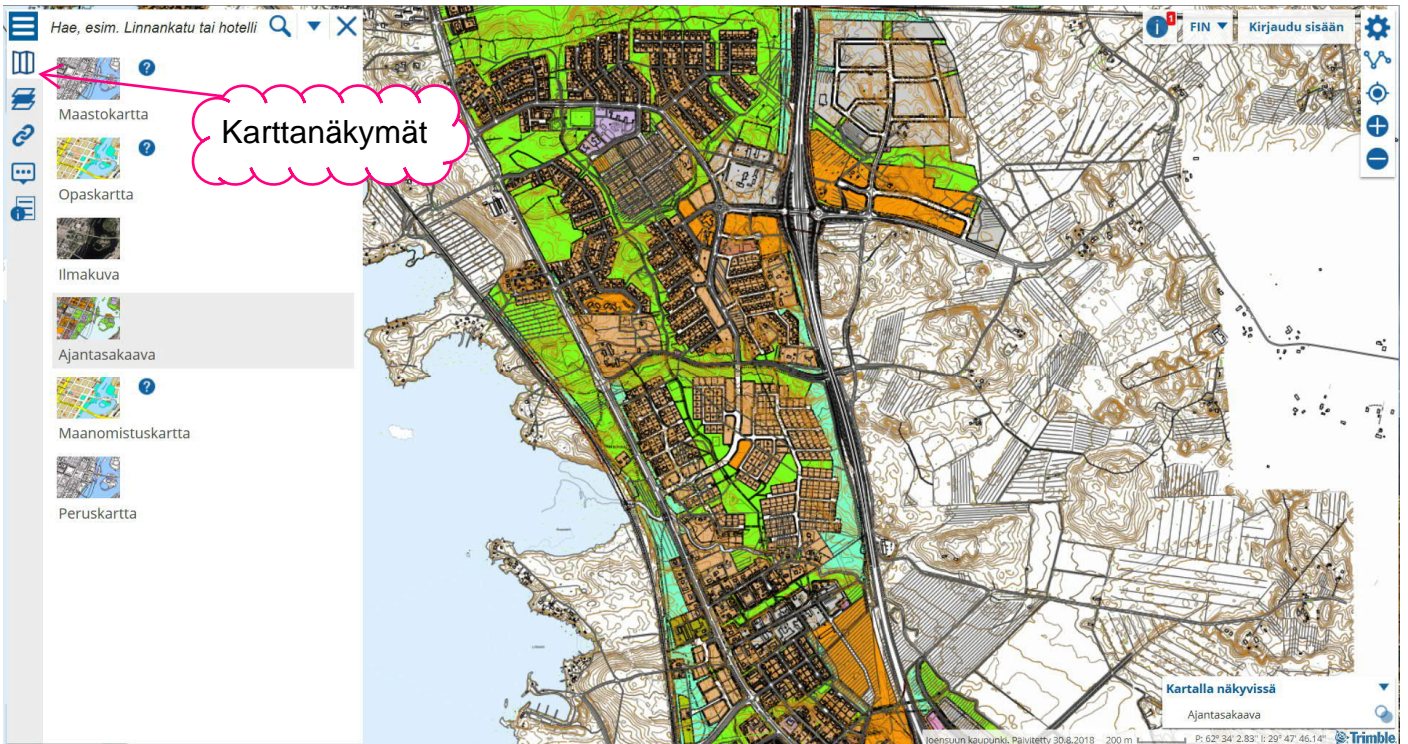 Hae, esim. Linnankatu tai hotelli
1
FIN
Kirjaudu sisään
Maastokartta
Karttanäkymät
Opaskartta
Ilmakuva
Ajantasakaava
Maanomistuskartta
Peruskartta
Kartalla näkyvissä
Ajantasakaava
Joensuun kaupunki, Päivitetty 30.8.2018 200 m P: 62° 34' 2.83" I: 29° 47' 46.14" Trimble